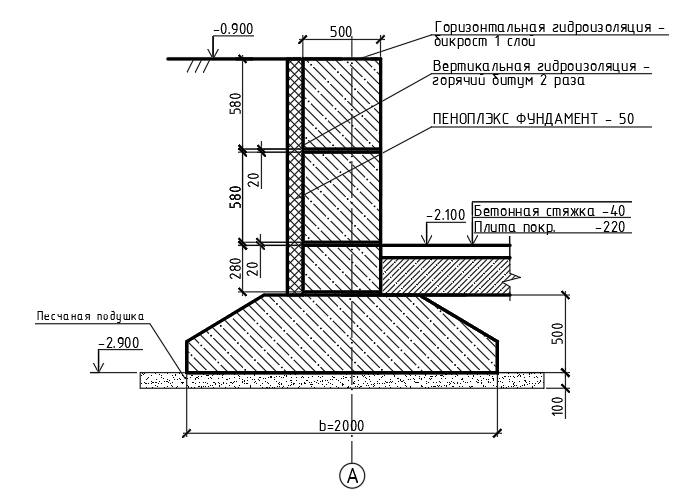 -0.900
500
Горизонтальная гидроизоляция -
бикрост 1 слой
Вертикальная гидроизоляция -
горячий битум 2 раза
580
ПЕНОПЛЭКС ФУНДАМЕНТ - 50
580
20
-2.100
Бетонная стяжка -40
Плита покр. -220
280
20
Песчаная подушка
-2.900
500
100
b=2000
А